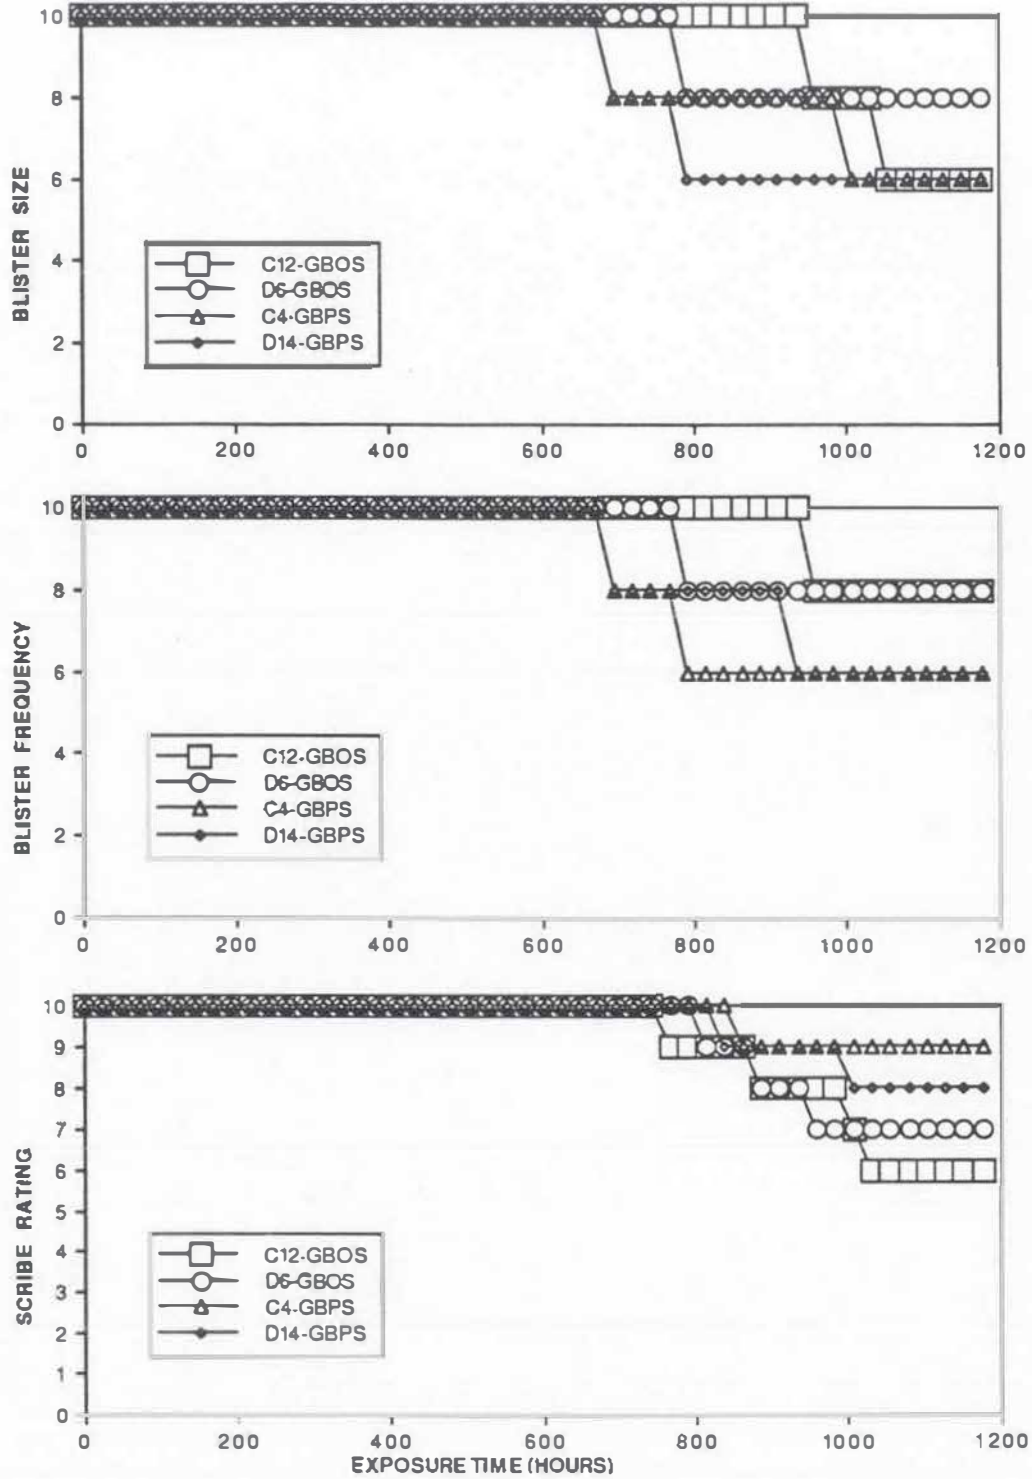 BLISTER SIZE
10
8
6
4
2
0
C12-GBOS
D6-GBOS
C4-GBPS
D14-GBPS
0 200 400 600 800 1000 1200
BLISTER FREQUENCY
10
8
6
4
2
0
C12-GBOS
D6-GBOS
C4-GBPS
D14-GBPS
0 200 400 600 800 1000 1200
SCRIBE RATING
10
9
8
7
6
5
4
3
2
1
0
C12-GBOS
D6-GBOS
C4-GBPS
D14-GBPS
0 200 400 600 800 1000 1200
EXPOSURE TIME (HOURS)